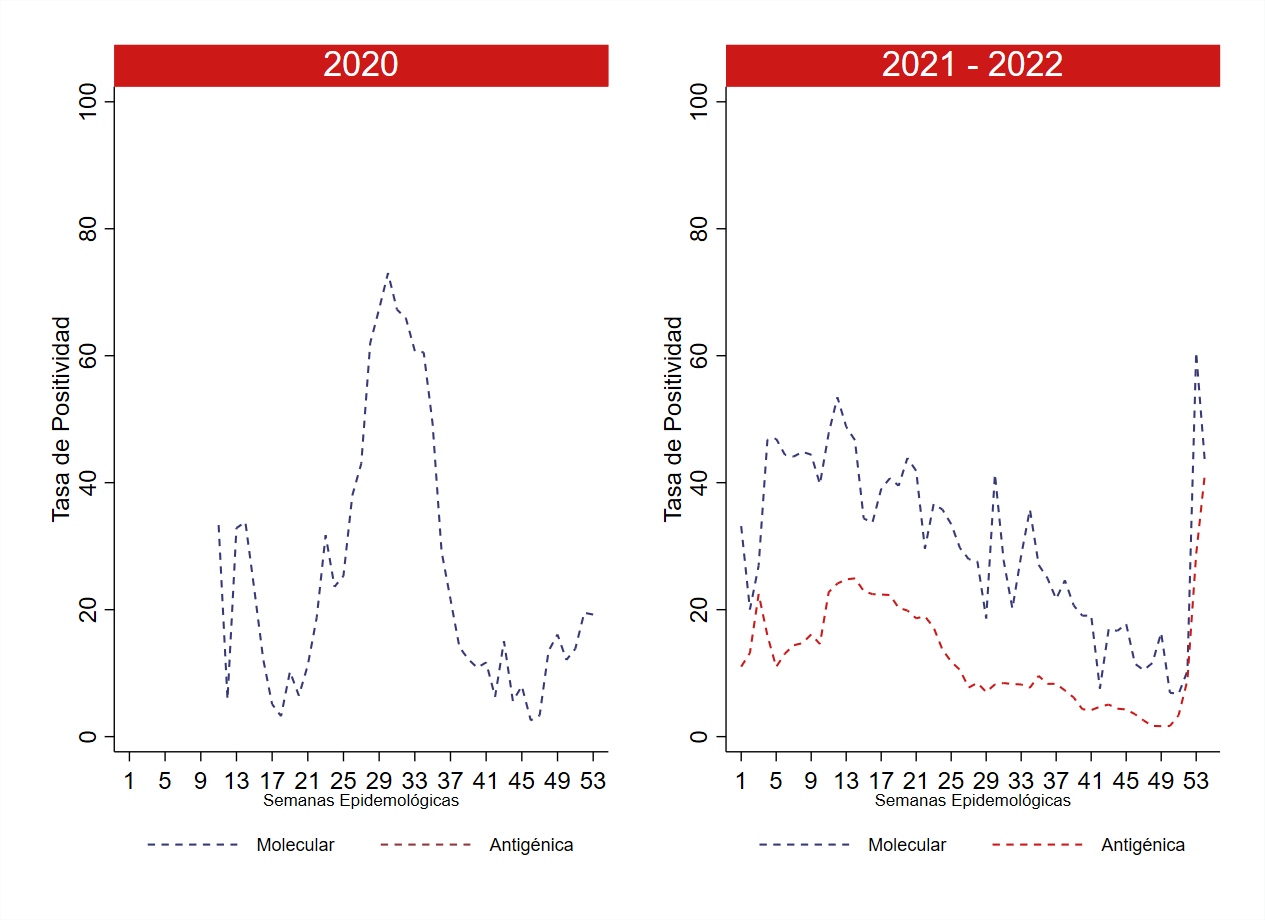 2020
Tasa de Positividad
0 20 40 60 80 100
1 5 9 13 17 21 25 29 33 37 41 45 49 53
Semanas Epidemológicas
Molecular Antigénica
2021 - 2022
Tasa de Positividad
0 20 40 60 80 100
1 5 9 13 17 21 25 29 33 37 41 45 49 53
Semanas Epidemológicas
Molecular Antigénica